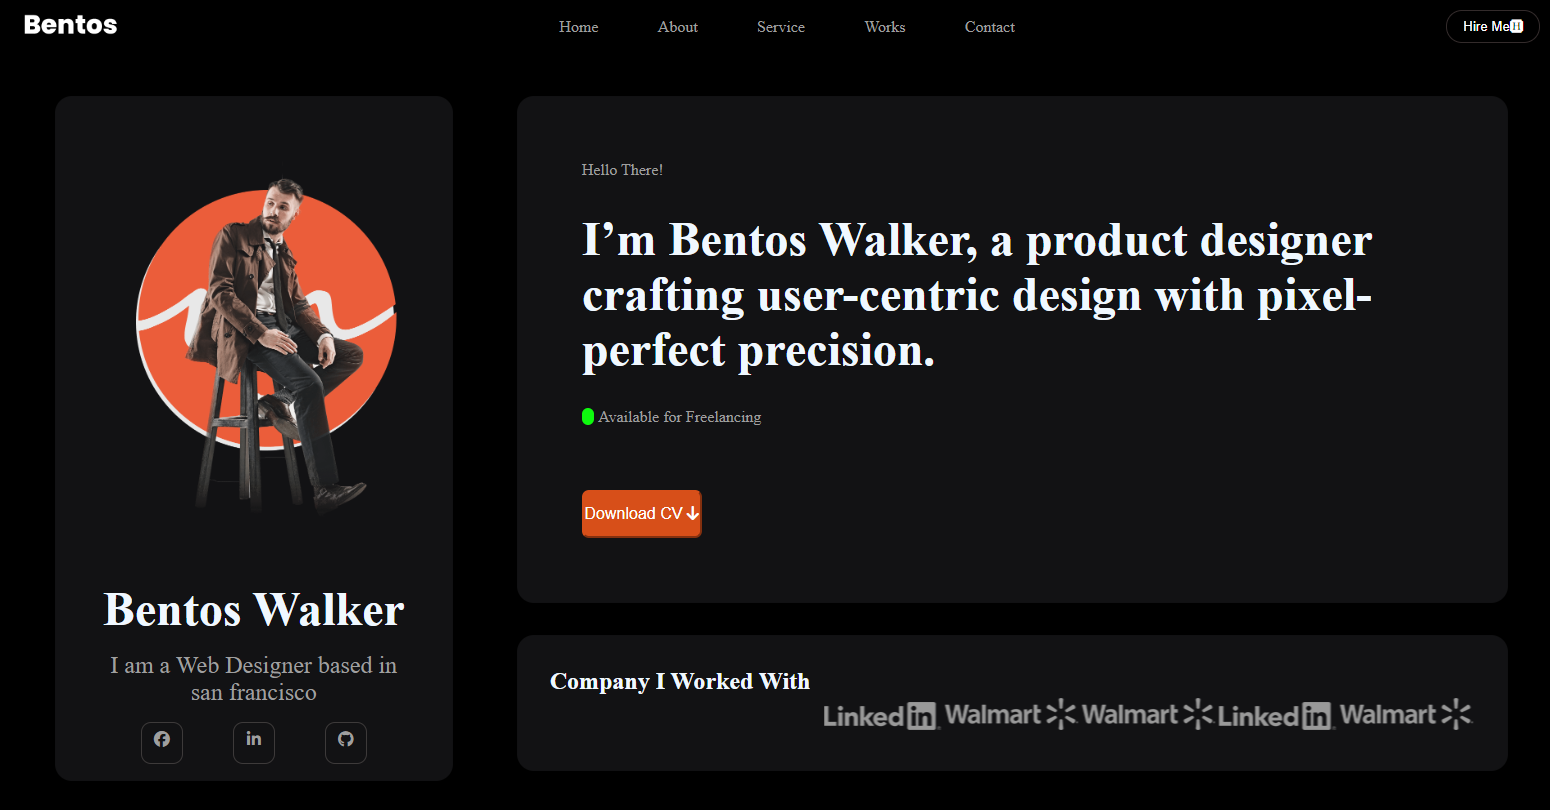 Bentos
Home About Service Works Contact
Hire Me H
Hello There!
I’m Bentos Walker, a product designer
crafting user-centric design with pixel-
perfect precision.
Available for Freelancing
Download CV
Bentos Walker
I am a Web Designer based in
san francisco
in
Company I Worked With
Linked in Walmart Walmart Linked in Walmart